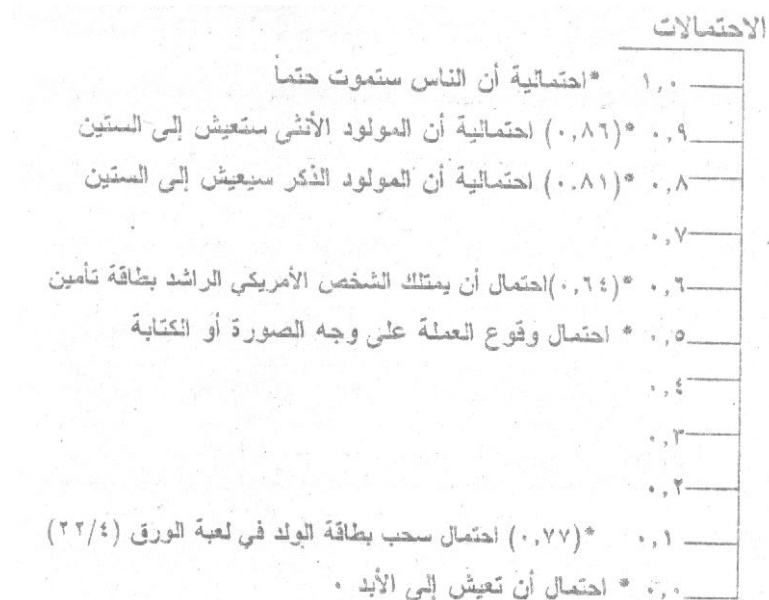 الاحتمالات
١,٠ *احتمالية أن الناس ستموت حتماً
٠,٩ *(٠,٨٦) احتمالية أن المولود الأنثى ستعيش إلى الستين
٠,٨ *(٠.٨١) احتمالية أن المولود الذكر سيعيش إلى الستين
٠,٧
٠,٦ *(٠,٦٤)احتمال أن يمتلك الشخص الأمريكي الراشد بطاقة تأمين
٠,٥ * احتمال وقوع العملة على وجه الصورة أو الكتابة
٠,٤
٠,٣
٠,٢
٠,١ *(٠,٧٧) احتمال سحب بطاقة الولد في لعبة الورق (٢٢/٤)
٠,٠ * احتمال أن تعيش إلى الأبد .